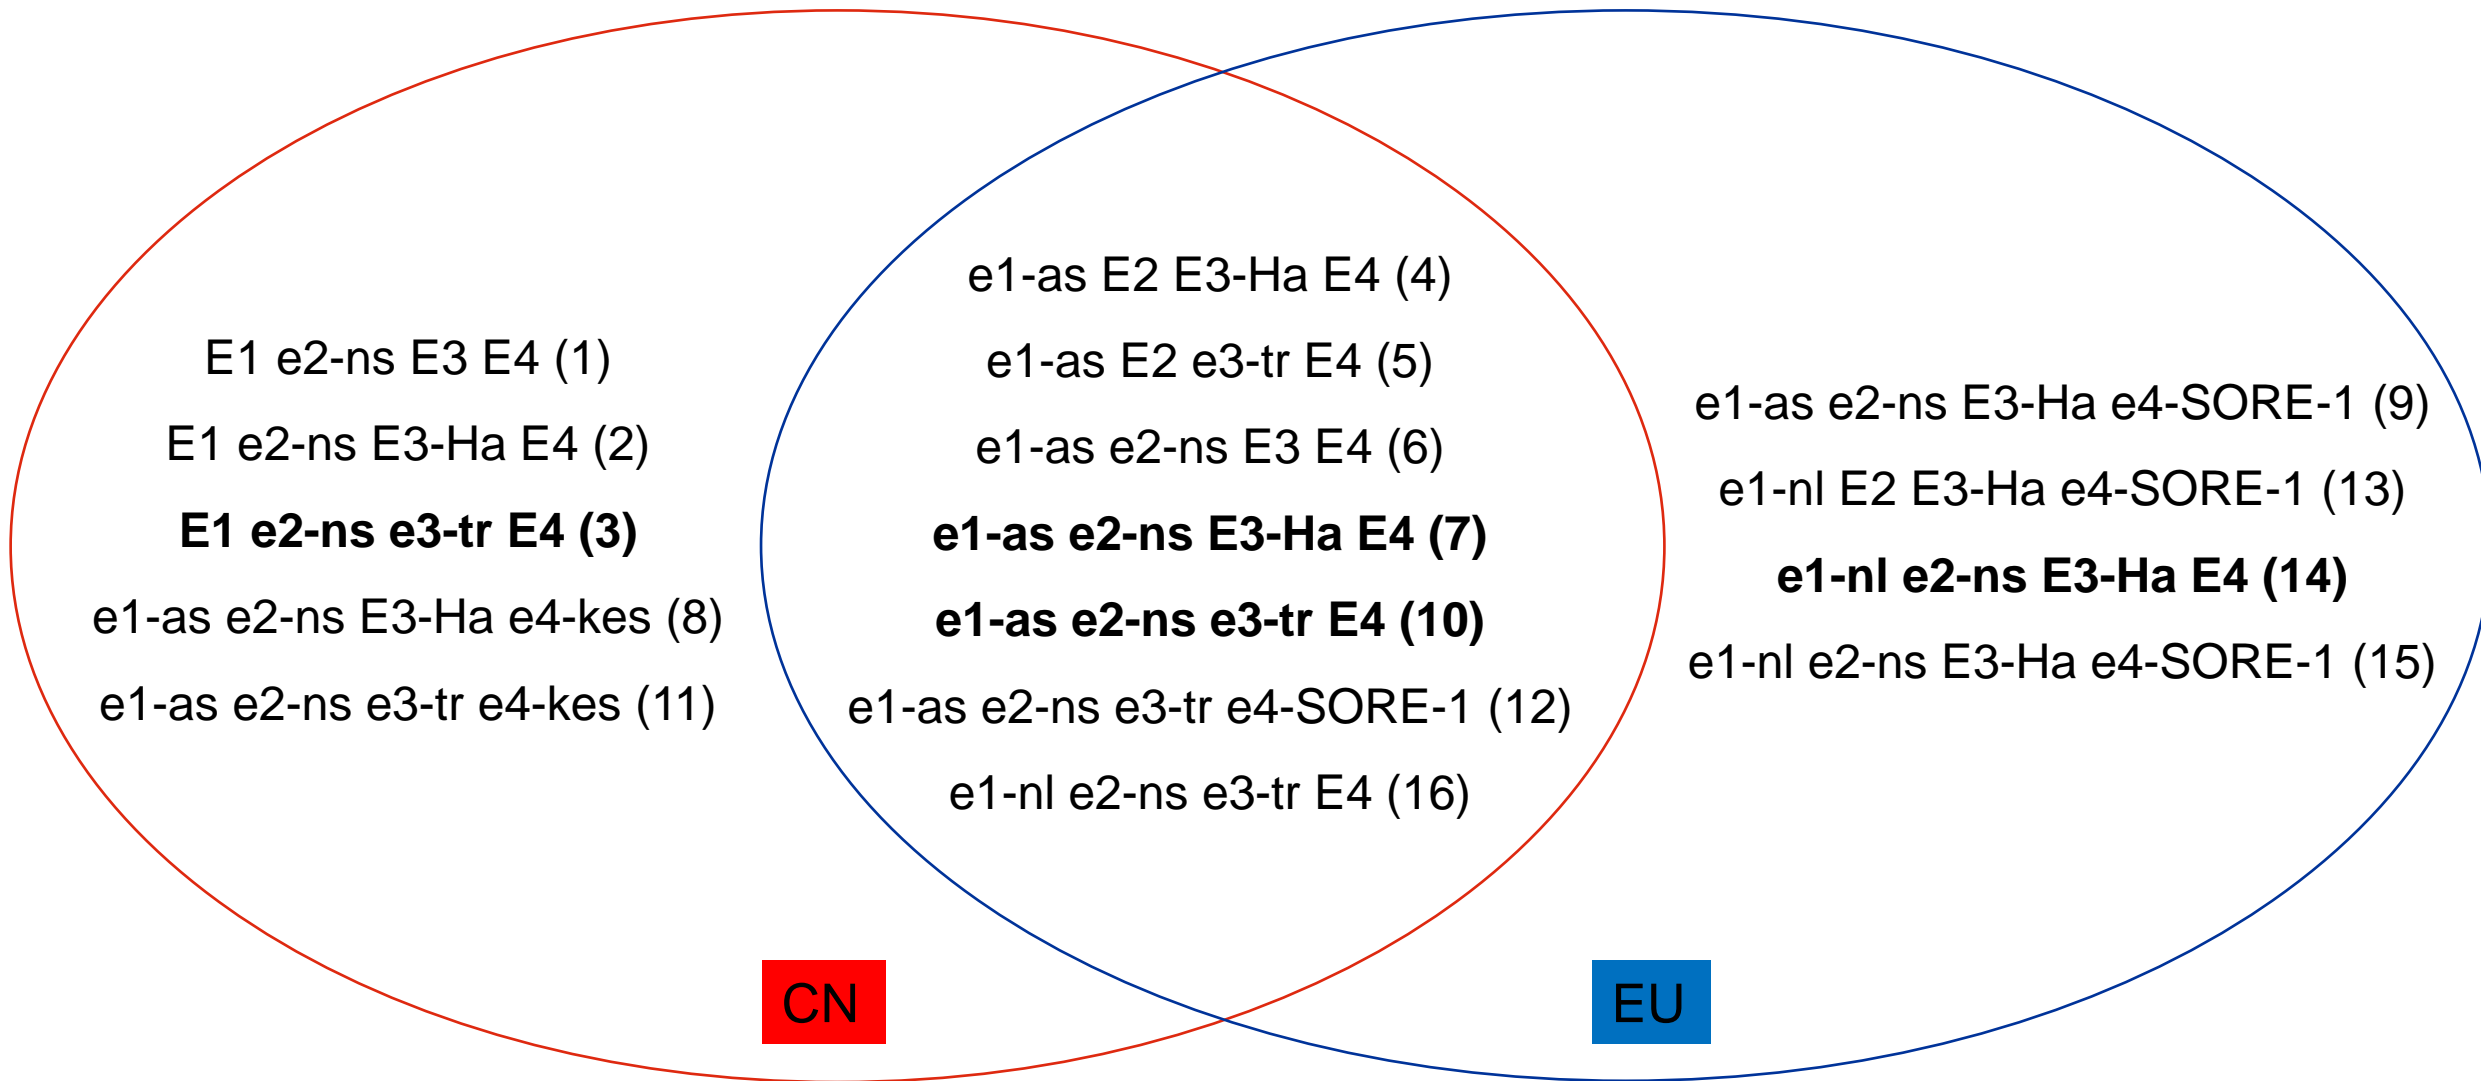 E1 e2-ns E3 E4 (1)
E1 e2-ns E3-Ha E4 (2)
E1 e2-ns e3-tr E4 (3)
e1-as e2-ns E3-Ha e4-kes (8)
e1-as e2-ns e3-tr e4-kes (11)
e1-as E2 E3-Ha E4 (4)
e1-as E2 e3-tr E4 (5)
e1-as e2-ns E3 E4 (6)
e1-as e2-ns E3-Ha E4 (7)
e1-as e2-ns e3-tr E4 (10)
e1-as e2-ns e3-tr e4-SORE-1 (12)
e1-nl e2-ns e3-tr E4 (16)
e1-as e2-ns E3-Ha e4-SORE-1 (9)
e1-nl E2 E3-Ha e4-SORE-1 (13)
e1-nl e2-ns E3-Ha E4 (14)
e1-nl e2-ns E3-Ha e4-SORE-1 (15)
CN
EU